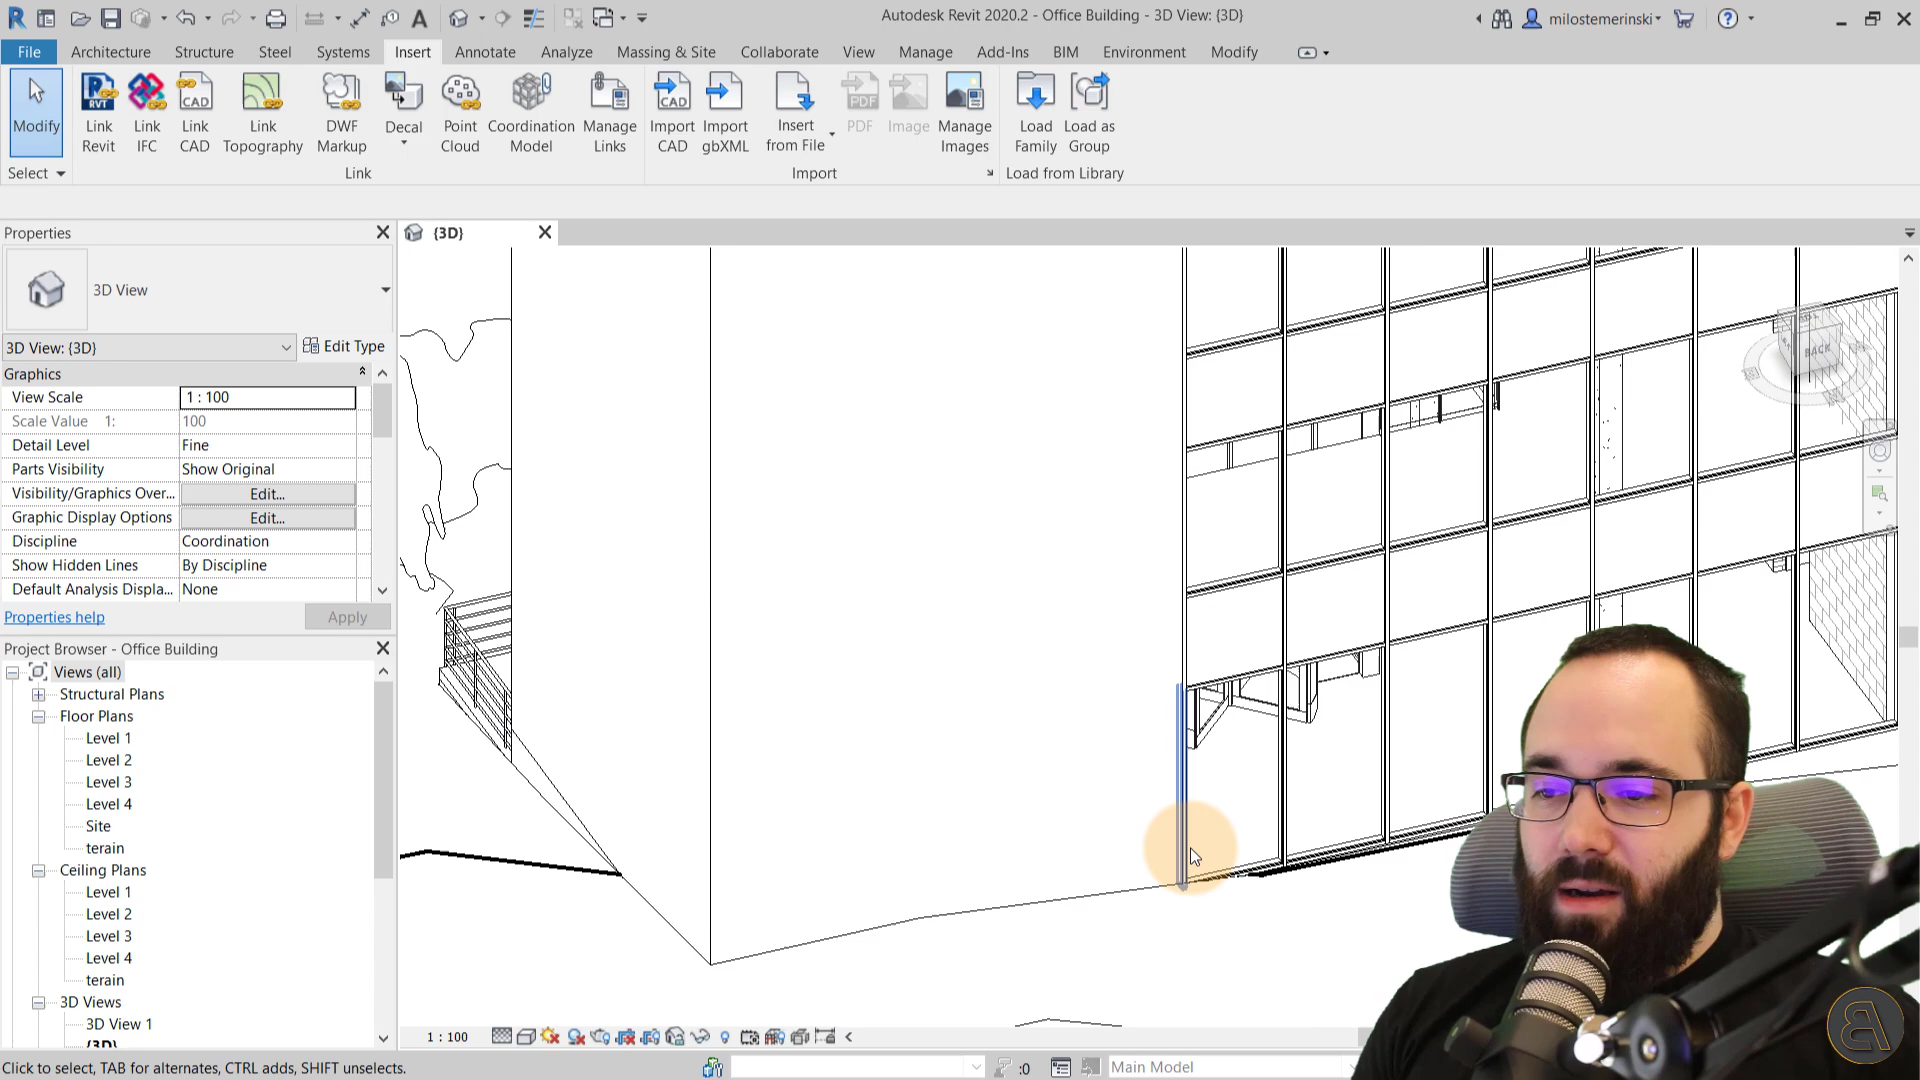 Autodesk Revit 2020.2 - Office Building - 3D View: {3D}
milostemerinski
File Architecture Structure Steel Systems Insert Annotate Analyze Massing & Site Collaborate View Manage Add-Ins BIM Environment Modify
Modify
Link Revit
Link IFC
Link CAD
Link Topography
DWF Markup
Decal
Point Cloud
Coordination Model
Manage Links
Import CAD
Import gbXML
Insert from File
PDF
Image
Manage Images
Load Family
Load as Group
Select Link Import Load from Library
Properties
{3D}
3D View
3D View: {3D} Edit Type
Graphics
View Scale 1 : 100
Scale Value 1: 100
Detail Level Fine
Parts Visibility Show Original
Visibility/Graphics Over... Edit...
Graphic Display Options Edit...
Discipline Coordination
Show Hidden Lines By Discipline
Default Analysis Displa... None
Properties help Apply
Project Browser - Office Building
Views (all)
Structural Plans
Floor Plans
Level 1
Level 2
Level 3
Level 4
Site
terrain
Ceiling Plans
Level 1
Level 2
Level 3
Level 4
terrain
3D Views
3D View 1
{3D}
BACK
1 : 100
Click to select, TAB for alternates, CTRL adds, SHIFT unselects.
:0
Main Model